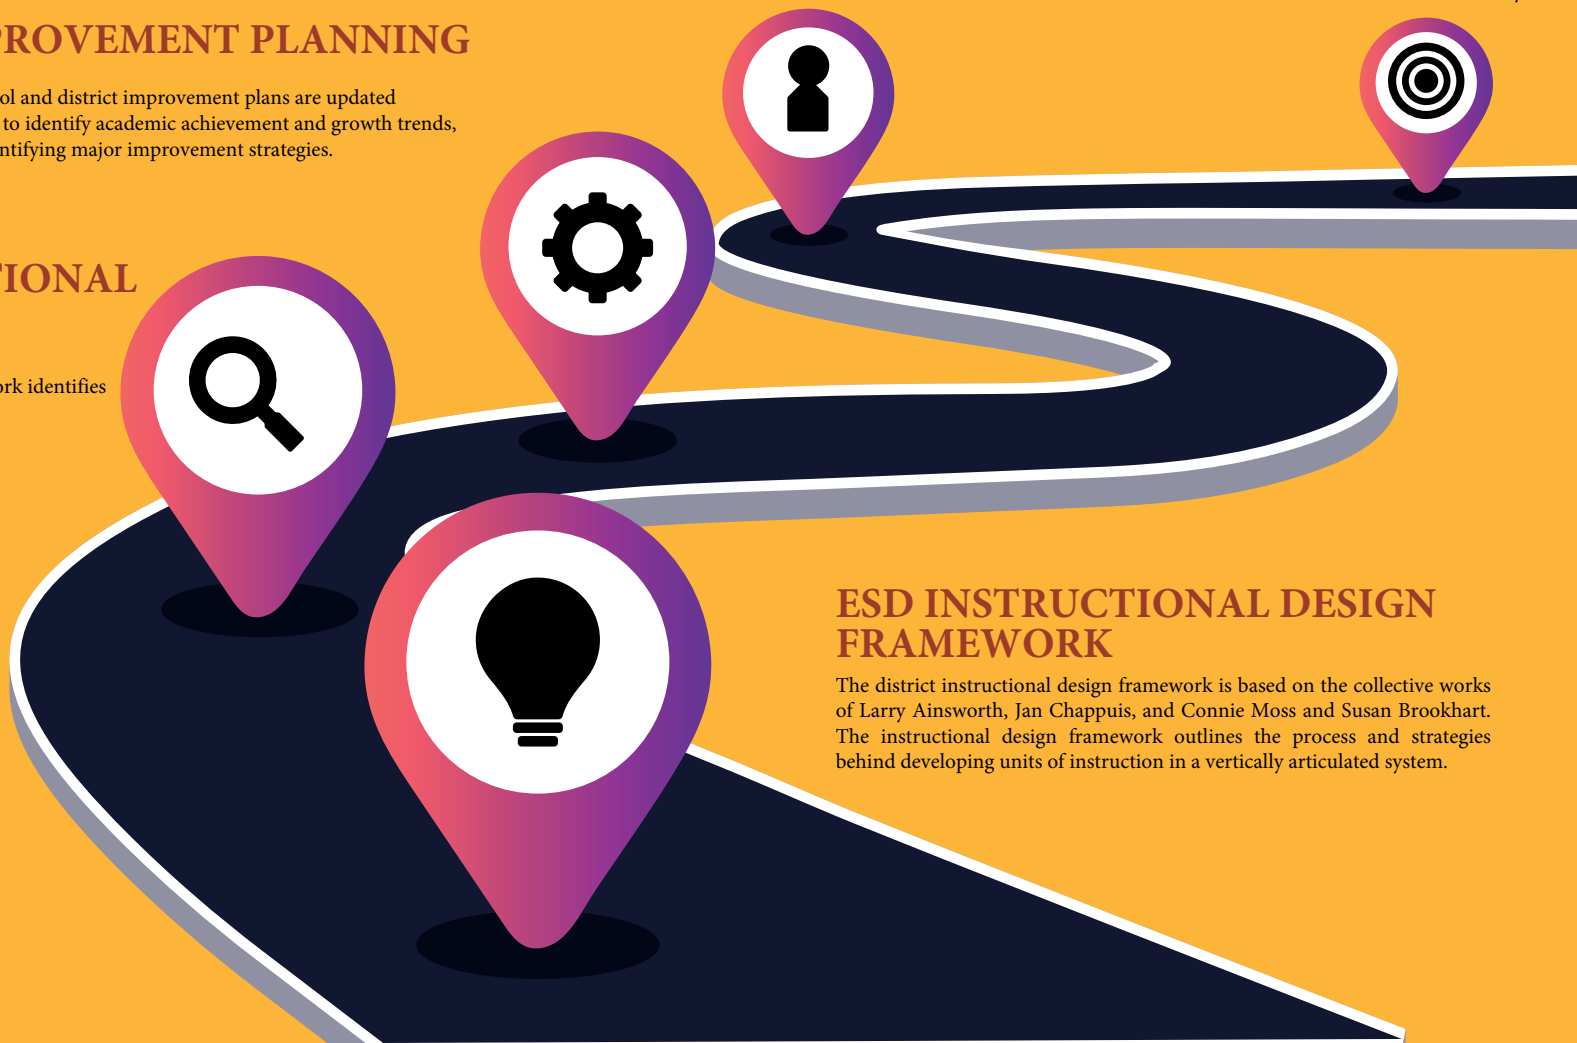 PROVEMENT PLANNING
ol and district improvement plans are updated
to identify academic achievement and growth trends,
ntifying major improvement strategies.
TIONAL
ork identifies
ESD INSTRUCTIONAL DESIGN
FRAMEWORK
The district instructional design framework is based on the collective works
of Larry Ainsworth, Jan Chappuis, and Connie Moss and Susan Brookhart.
The instructional design framework outlines the process and strategies
behind developing units of instruction in a vertically articulated system.